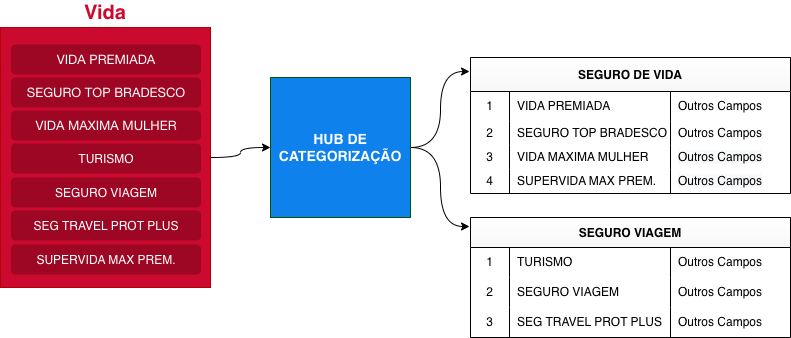 Vida
VIDA PREMIADA
SEGURO TOP BRADESCO
VIDA MAXIMA MULHER
TURISMO
SEGURO VIAGEM
SEG TRAVEL PROT PLUS
SUPERVIDA MAX PREM.
HUB DE
CATEGORIZAÇÃO
SEGURO DE VIDA
1 VIDA PREMIADA Outros Campos
2 SEGURO TOP BRADESCO Outros Campos
3 VIDA MAXIMA MULHER Outros Campos
4 SUPERVIDA MAX PREM. Outros Campos
SEGURO VIAGEM
1 TURISMO Outros Campos
2 SEGURO VIAGEM Outros Campos
3 SEG TRAVEL PROT PLUS Outros Campos